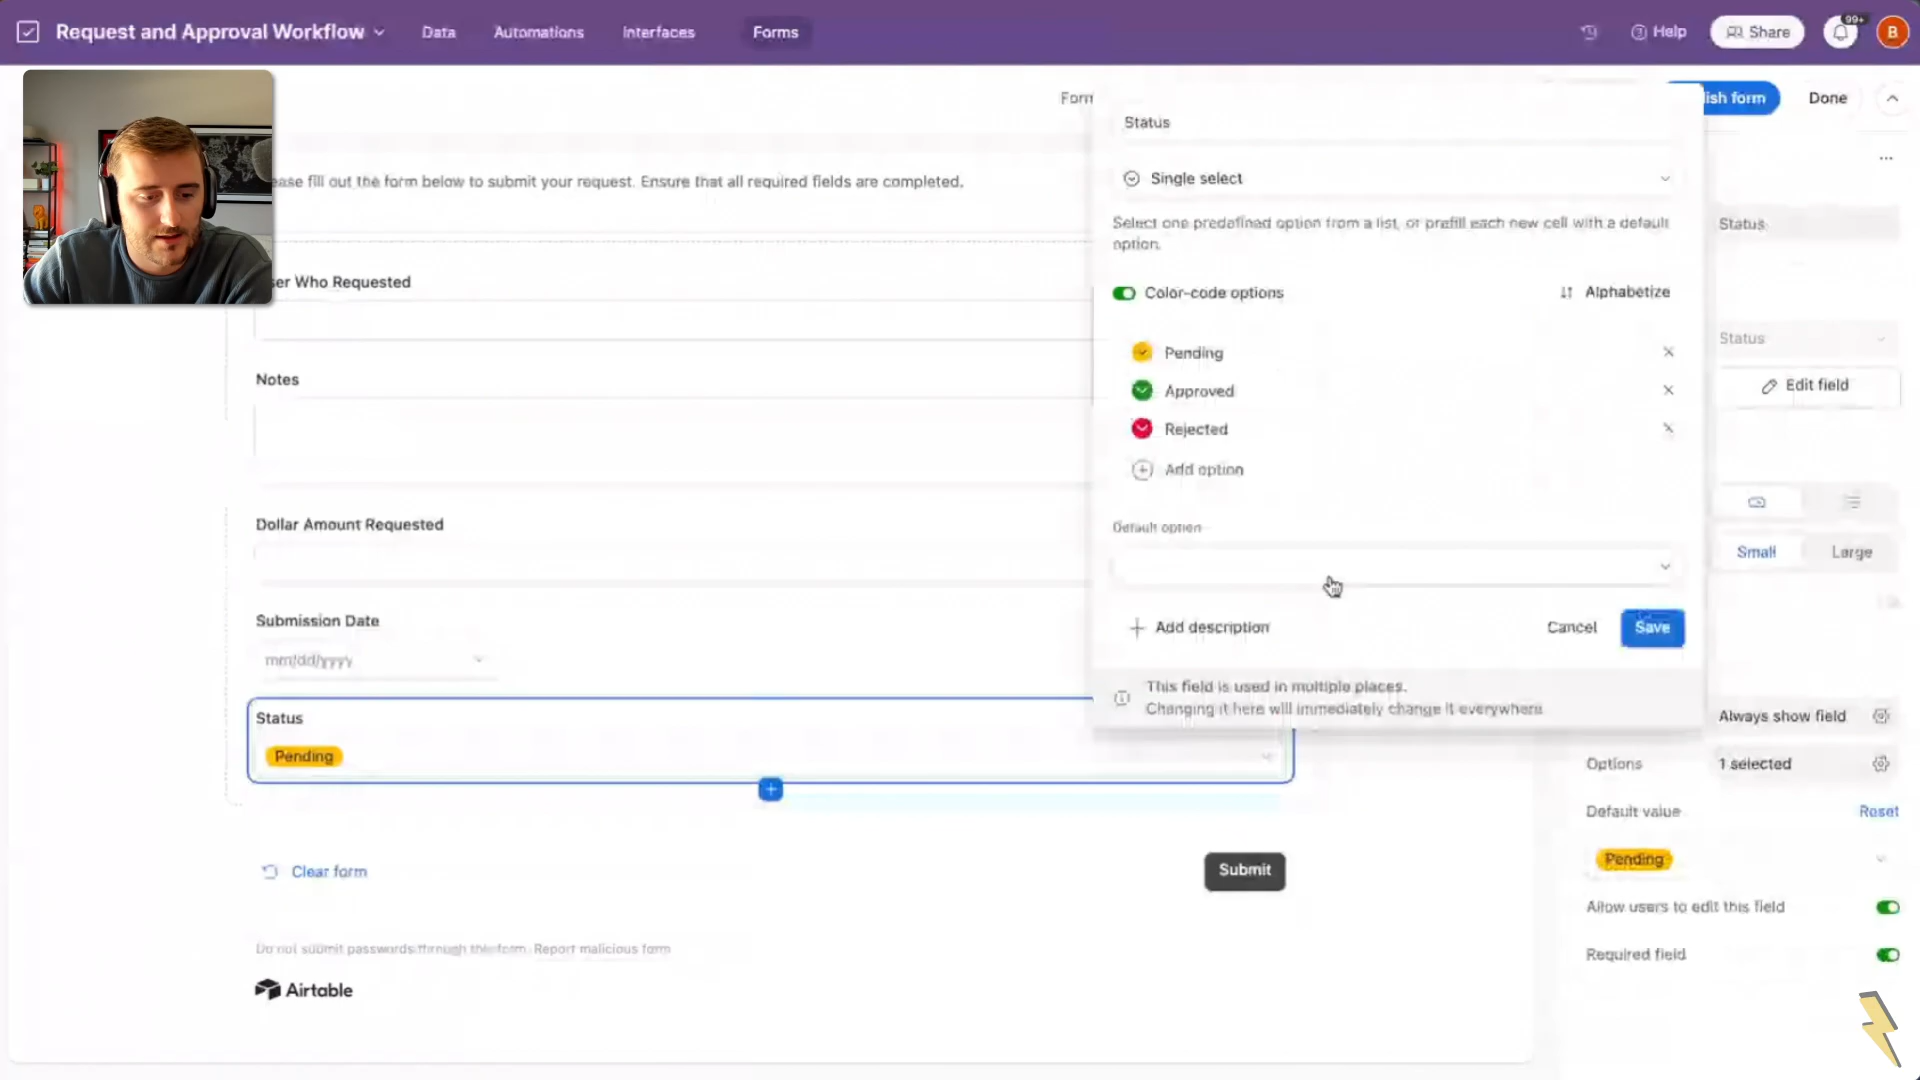 Request and Approval Workflow
Data
Automations
Interfaces
Forms
Help
Share
99+
B
Form
ish form
Done
ease fill out the form below to submit your request. Ensure that all required fields are completed.
ser Who Requested
Notes
Dollar Amount Requested
Submission Date
mm/dd/yyyy
Status
Pending
Clear form
Submit
Do not submit passwords through this form. Report malicious form
Airtable
Status
Single select
Select one predefined option from a list, or prefill each new cell with a default
option.
Color-code options
Alphabetize
Pending
Approved
Rejected
Add option
Default option
Add description
Cancel
Save
This field is used in multiple places.
Changing it here will immediately change it everywhere
Status
Status
Edit field
Small
Large
Always show field
Options
1 selected
Default value
Reset
Pending
Allow users to edit this field
Required field